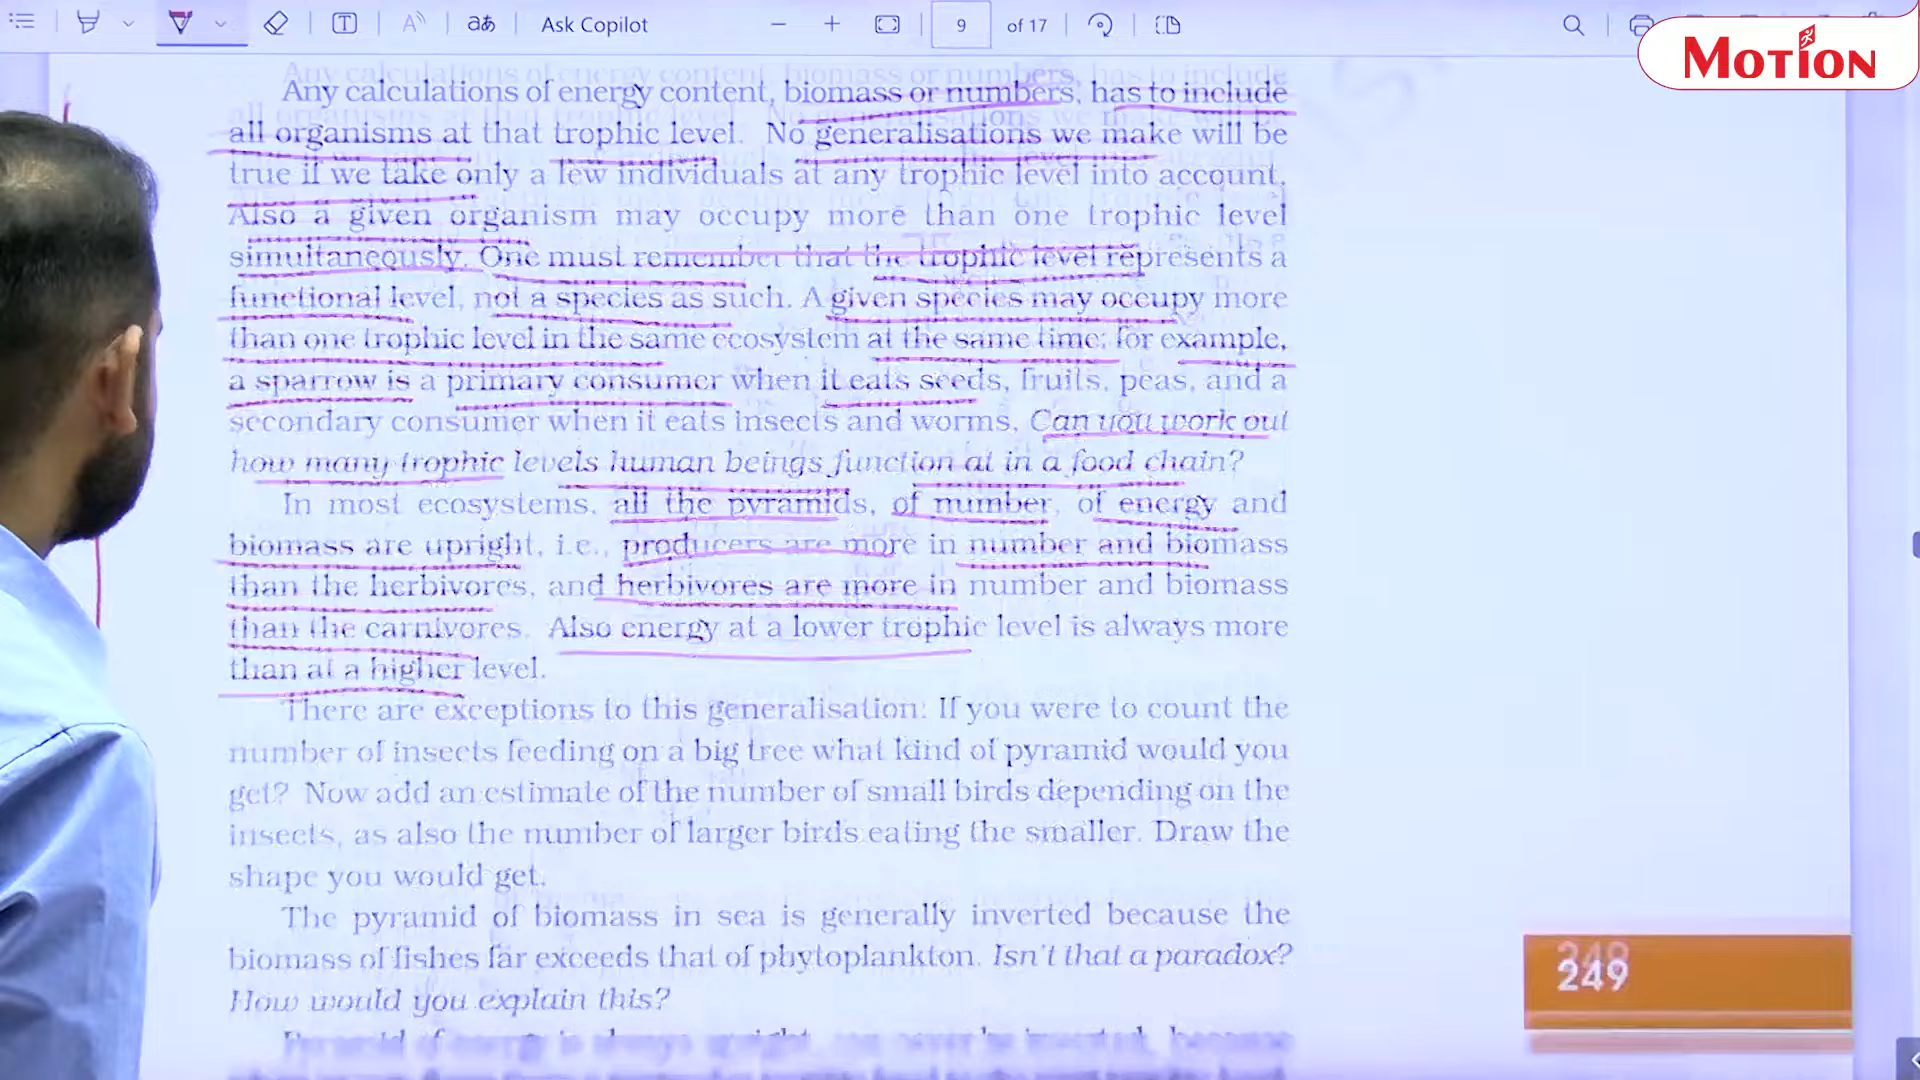 Ask Copilot
9 of 17
MOTION
Any calculations of energy content, biomass or numbers, has to include
all organisms at that trophic level. No generalisations we make will be
true if we take only a few individuals at any trophic level into account.
Also a given organism may occupy more than one trophic level
simultaneously. One must remember that the trophic level represents a
functional level, not a species as such. A given species may occupy more
than one trophic level in the same ecosystem at the same time; for example,
a sparrow is a primary consumer when it eats seeds, fruits, peas, and a
secondary consumer when it eats insects and worms. Can you work out
how many trophic levels human beings function at in a food chain?
In most ecosystems, all the pyramids, of number, of energy and
biomass are upright, i.e., producers are more in number and biomass
than the herbivores, and herbivores are more in number and biomass
than the carnivores. Also energy at a lower trophic level is always more
than at a higher level.
There are exceptions to this generalisation: If you were to count the
number of insects feeding on a big tree what kind of pyramid would you
get? Now add an estimate of the number of small birds depending on the
insects, as also the number of larger birds eating the smaller. Draw the
shape you would get.
The pyramid of biomass in sea is generally inverted because the
biomass of fishes far exceeds that of phytoplankton. Isn't that a paradox?
How would you explain this?
Pyramid of energy is always upright, can never be inverted, because
249